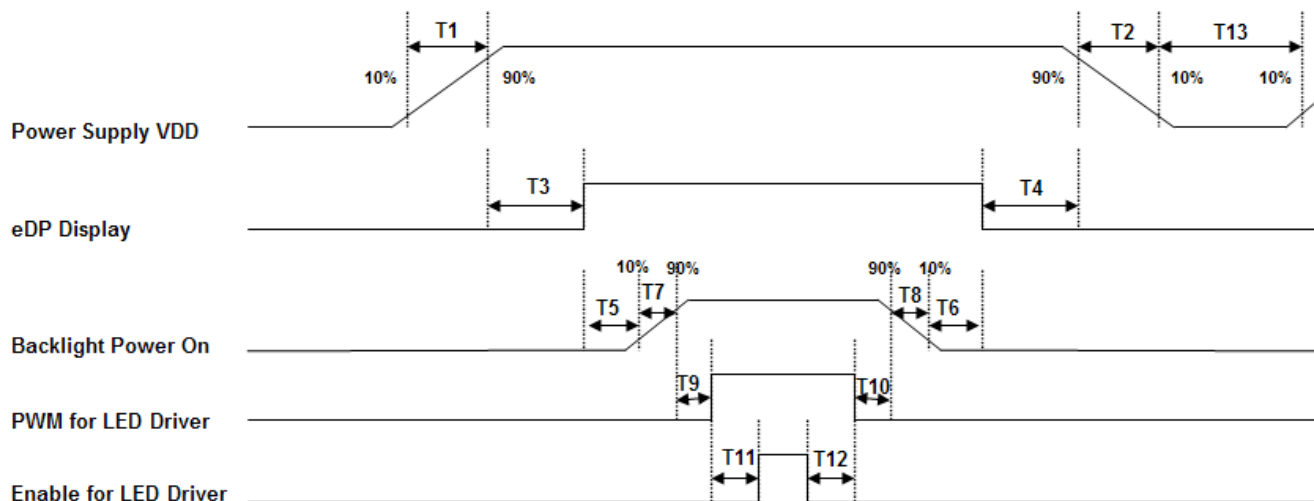 T1 T2 T13
10% 90% 90% 10% 10%
Power Supply VDD
T3 T4
eDP Display
10% 90% 90% 10%
T5 T7 T8 T6
Backlight Power On
T9 T10
PWM for LED Driver
T11 T12
Enable for LED Driver